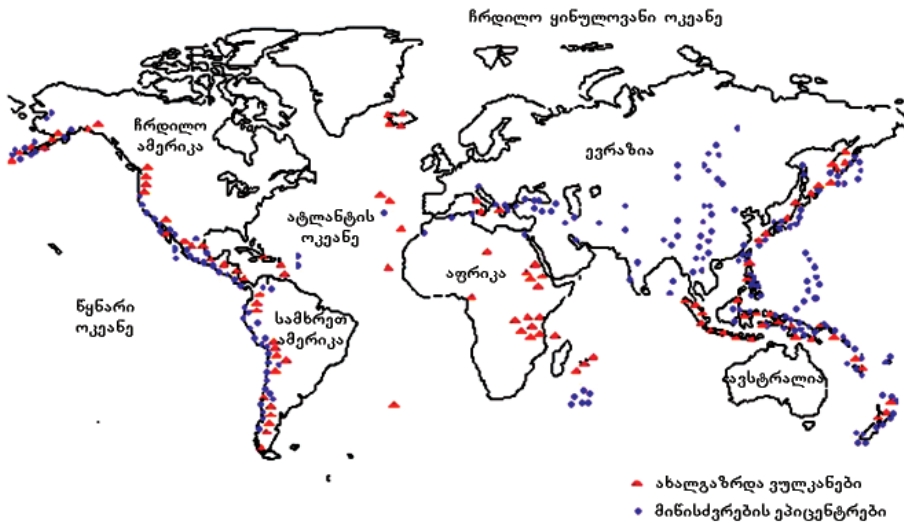 ჩრდილო ყინულოვანი ოკეანე
ჩრდილო
ამერიკა
ევრაზია
ატლანტის
ოკეანე
აფრიკა
წყნარი
ოკეანე
სამხრეთ
ამერიკა
ავსტრალია
ახალგაზრდა ვულკანები
მიწისძვრების ეპიცენტრები